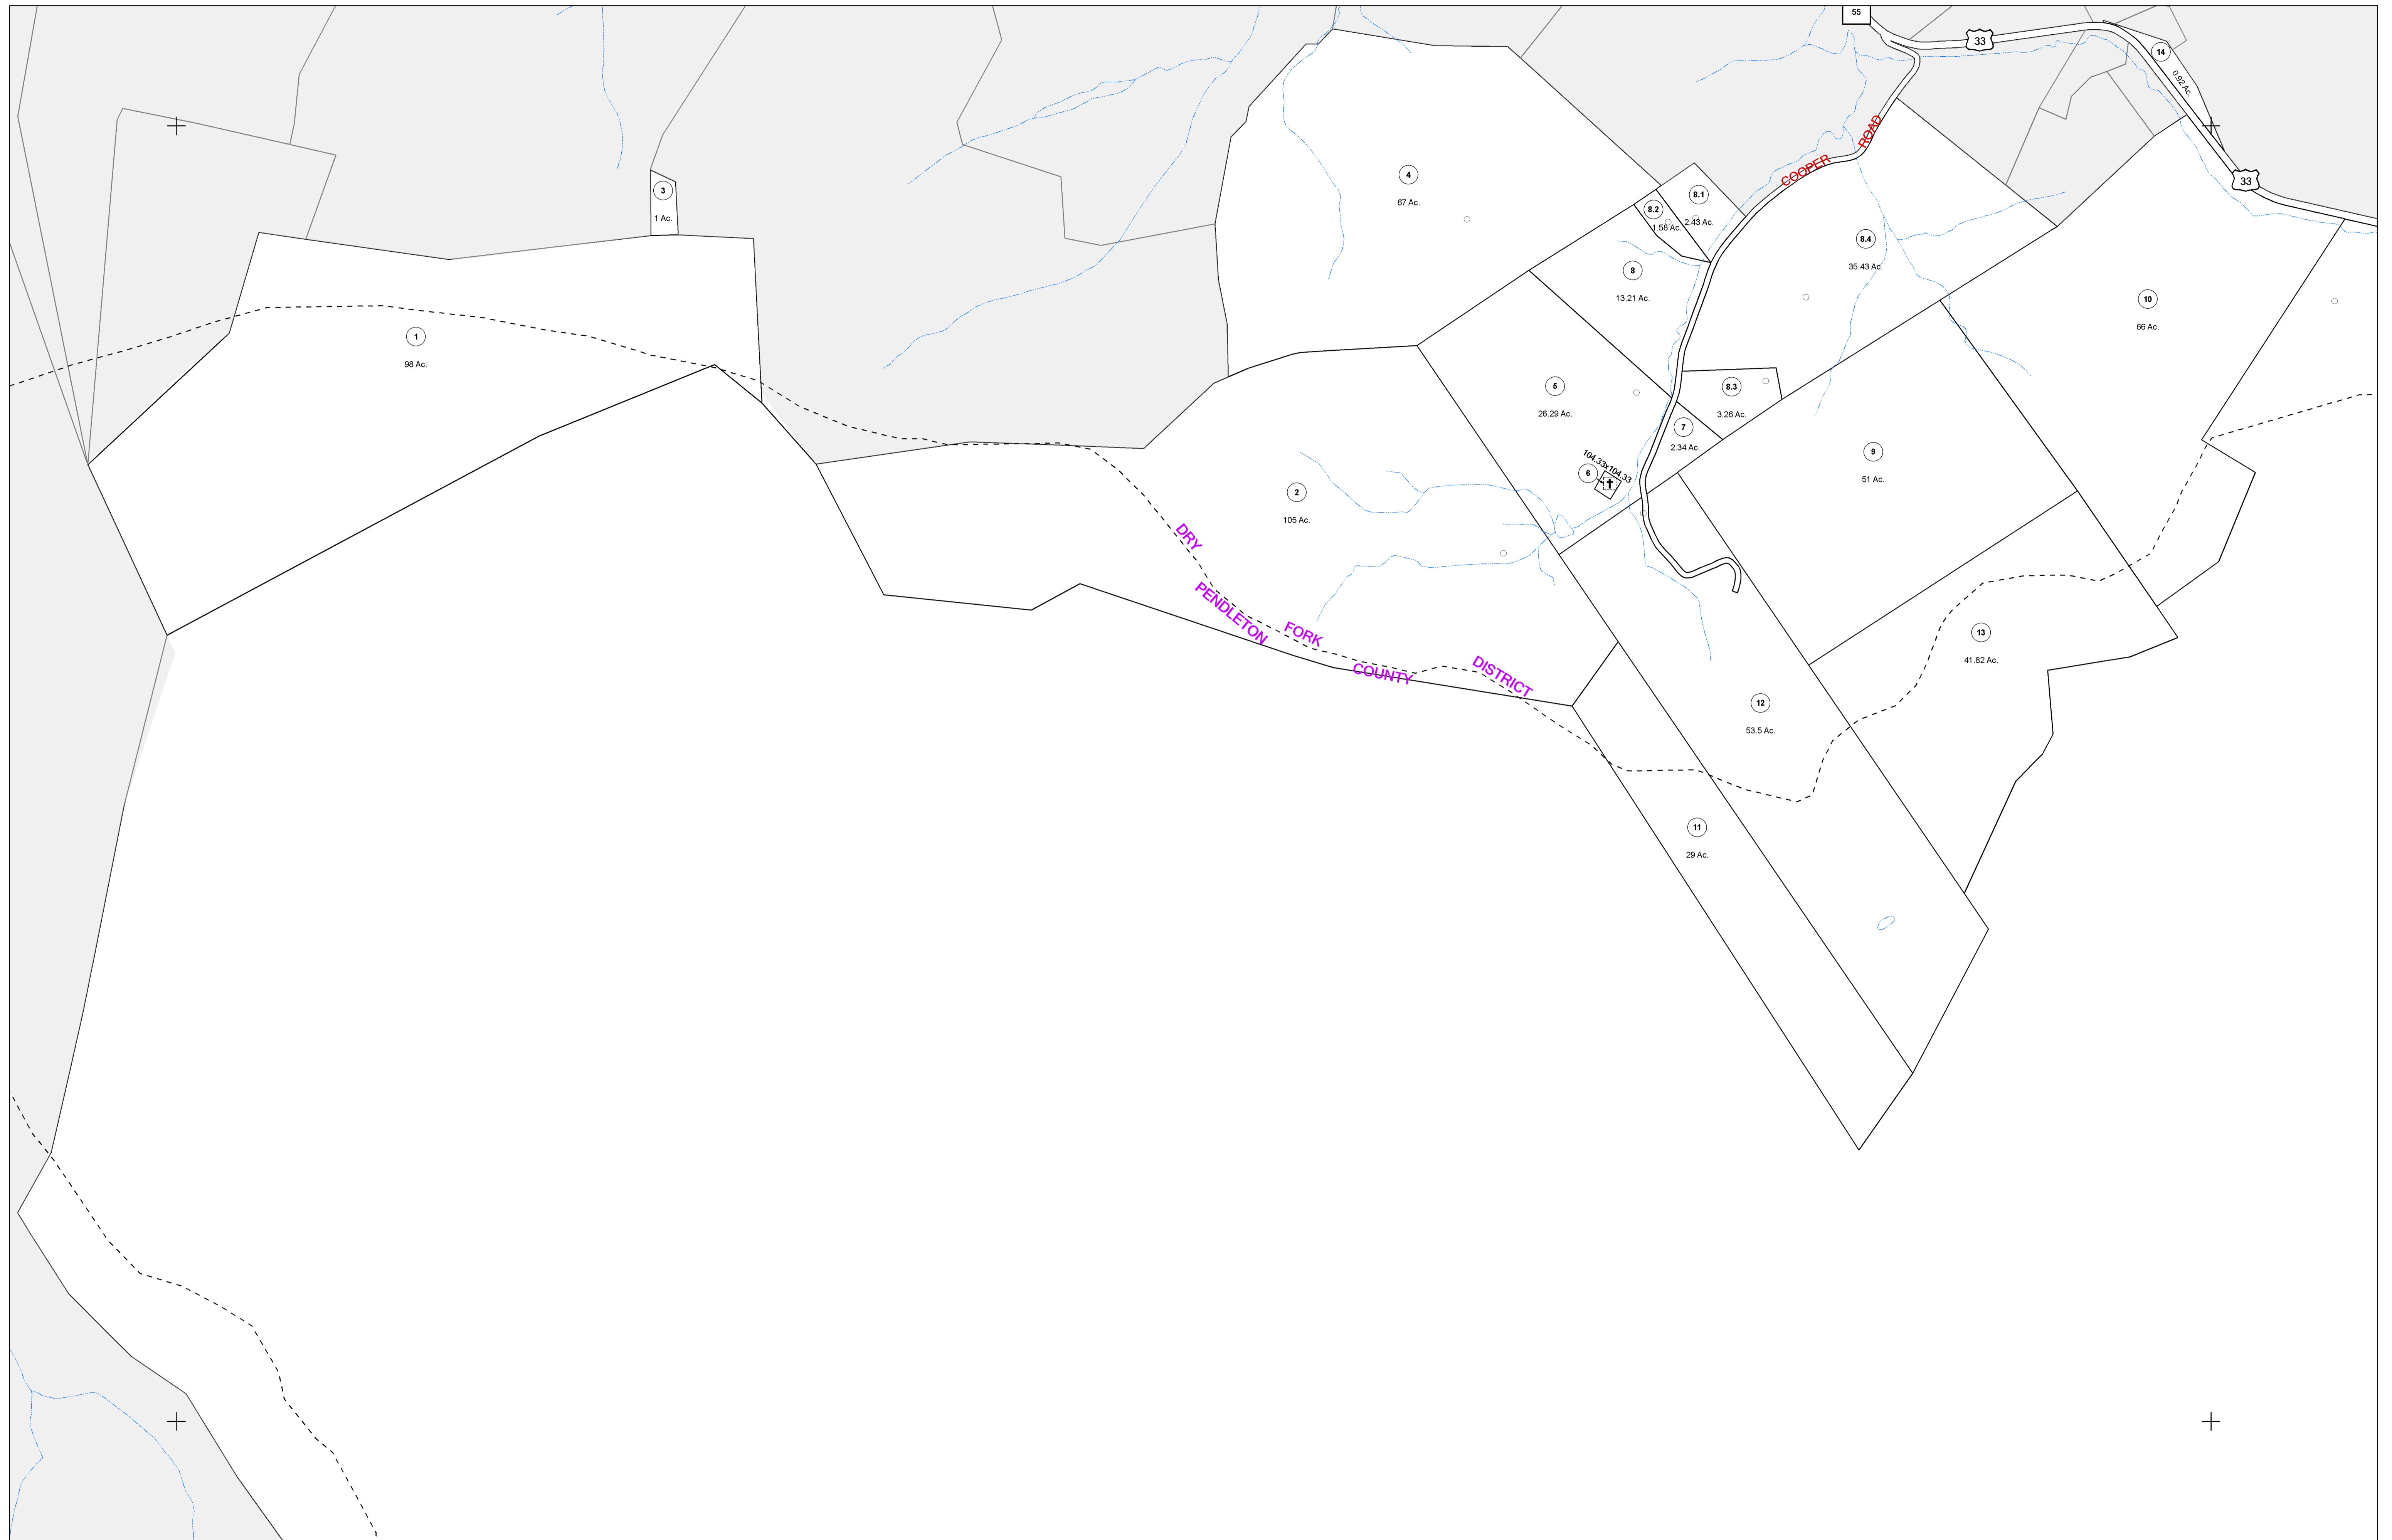 55
33
14
0.92 Ac.
33
COOPER ROAD
3
1 Ac.
4
67 Ac.
8.1
2.43 Ac.
8.2
1.58 Ac.
8
13.21 Ac.
8.4
35.43 Ac.
10
66 Ac.
1
98 Ac.
5
26.29 Ac.
8.3
3.26 Ac.
7
2.34 Ac.
104.33x104.33
6
9
51 Ac.
2
105 Ac.
DRY FORK DISTRICT
PENDLETON COUNTY
13
41.82 Ac.
12
53.5 Ac.
11
29 Ac.